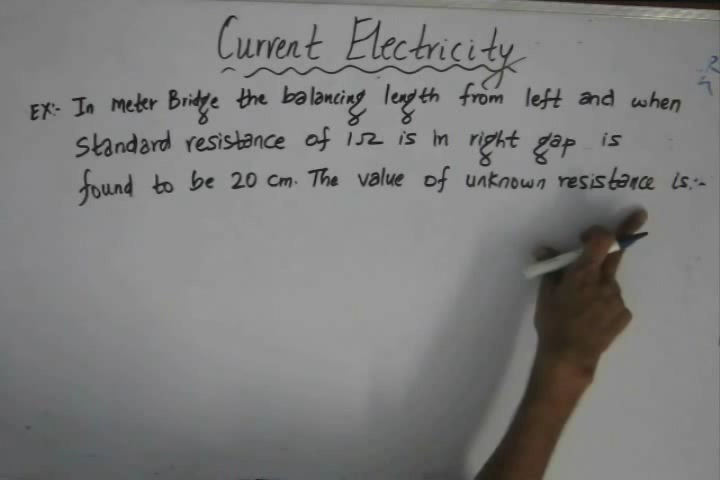 Current Electricity
EX:- In meter Bridge the balancing length from left and when
standard resistance of 1Ω is in right gap is
found to be 20 cm. The value of unknown resistance is:-